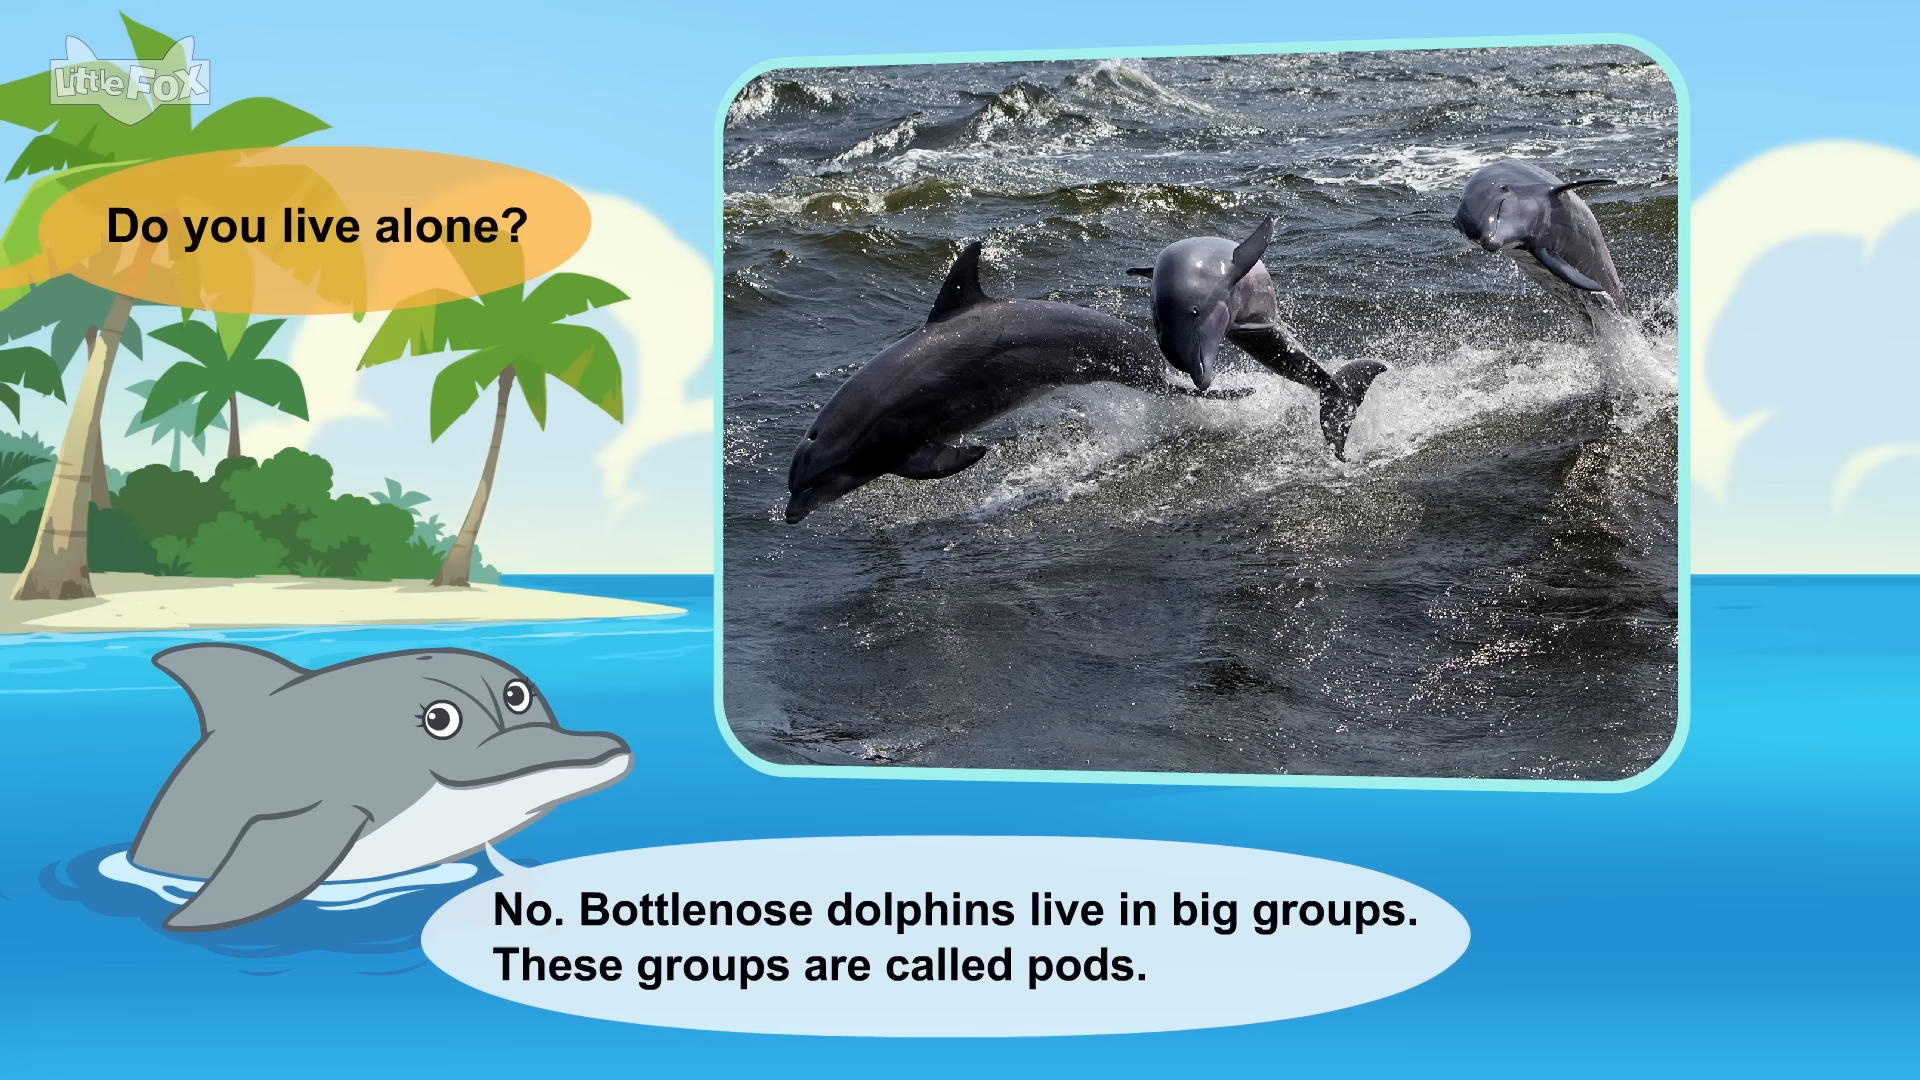 Little Fox
Do you live alone?
No. Bottlenose dolphins live in big groups.
These groups are called pods.